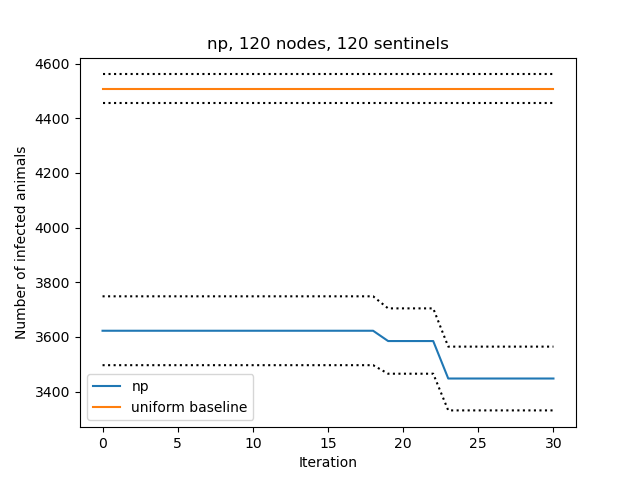 np, 120 nodes, 120 sentinels
Number of infected animals
4600
4400
4200
4000
3800
3600
3400
np
uniform baseline
0 5 10 15 20 25 30
Iteration